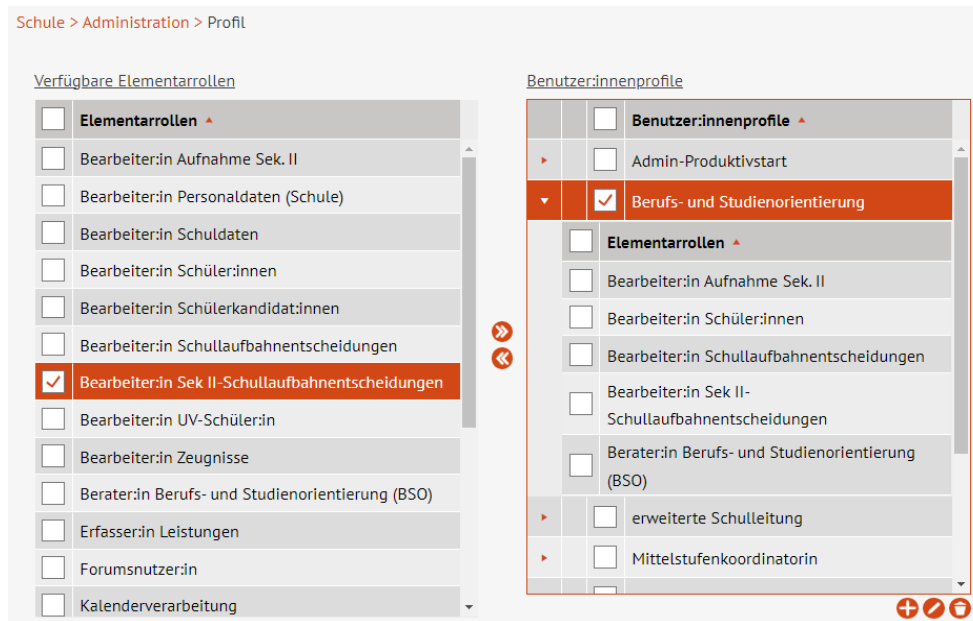 Schule > Administration > Profil
Verfügbare Elementarrollen
Elementarrollen
Bearbeiter:in Aufnahme Sek. II
Bearbeiter:in Personaldaten (Schule)
Bearbeiter:in Schuldaten
Bearbeiter:in Schüler:innen
Bearbeiter:in Schülerkandidat:innen
Bearbeiter:in Schullaufbahnentscheidungen
Bearbeiter:in Sek II-Schullaufbahnentscheidungen
Bearbeiter:in UV-Schüler:in
Bearbeiter:in Zeugnisse
Berater:in Berufs- und Studienorientierung (BSO)
Erfasser:in Leistungen
Forumsnutzer:in
Kalenderverarbeitung
Benutzer:innenprofile
Benutzer:innenprofile
Admin-Produktivstart
Berufs- und Studienorientierung
Elementarrollen
Bearbeiter:in Aufnahme Sek. II
Bearbeiter:in Schüler:innen
Bearbeiter:in Schullaufbahnentscheidungen
Bearbeiter:in Sek II-
Schullaufbahnentscheidungen
Berater:in Berufs- und Studienorientierung
(BSO)
erweiterte Schulleitung
Mittelstufenkoordinatorin